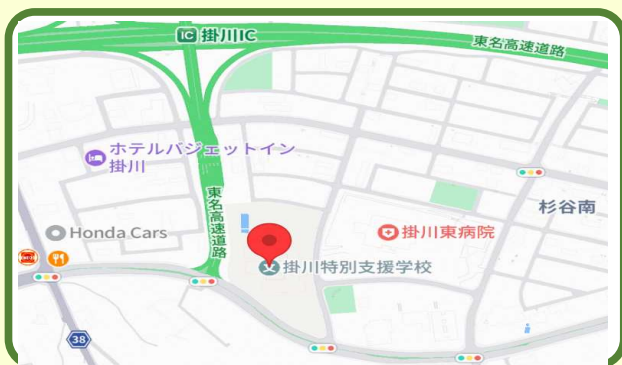 IC 掛川IC
東名高速道路
ホテルバジェットイン
掛川
東名高速道路
杉谷南
Honda Cars
掛川東病院
掛川特別支援学校
38